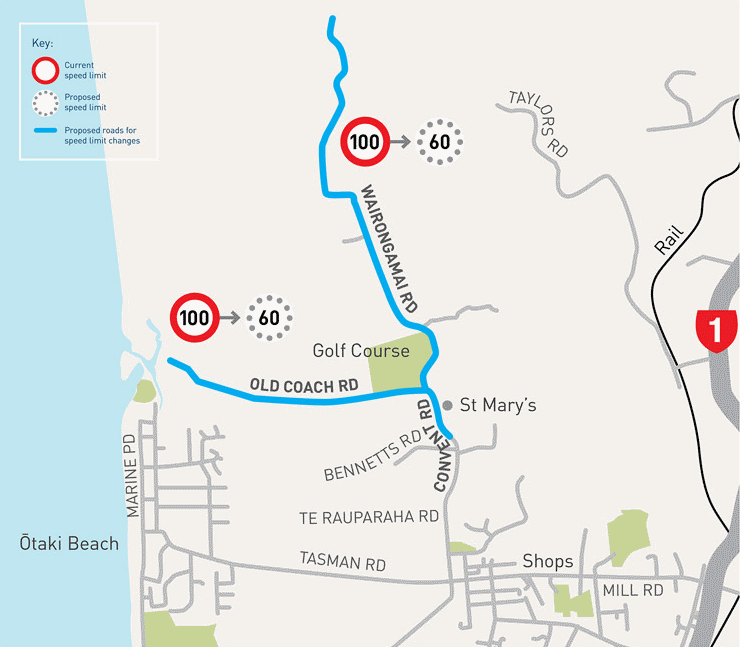 Key:
Current
speed limit
Proposed
speed limit
Proposed roads for
speed limit changes
100
60
TAYLORS RD
WAIRONGAMAI RD
Rail
1
100
60
Golf Course
OLD COACH RD
St Mary's
CONVENT RD
BENNETTS RD
MARINE PD
TE RAUPARAHA RD
Ōtaki Beach
TASMAN RD
Shops
MILL RD